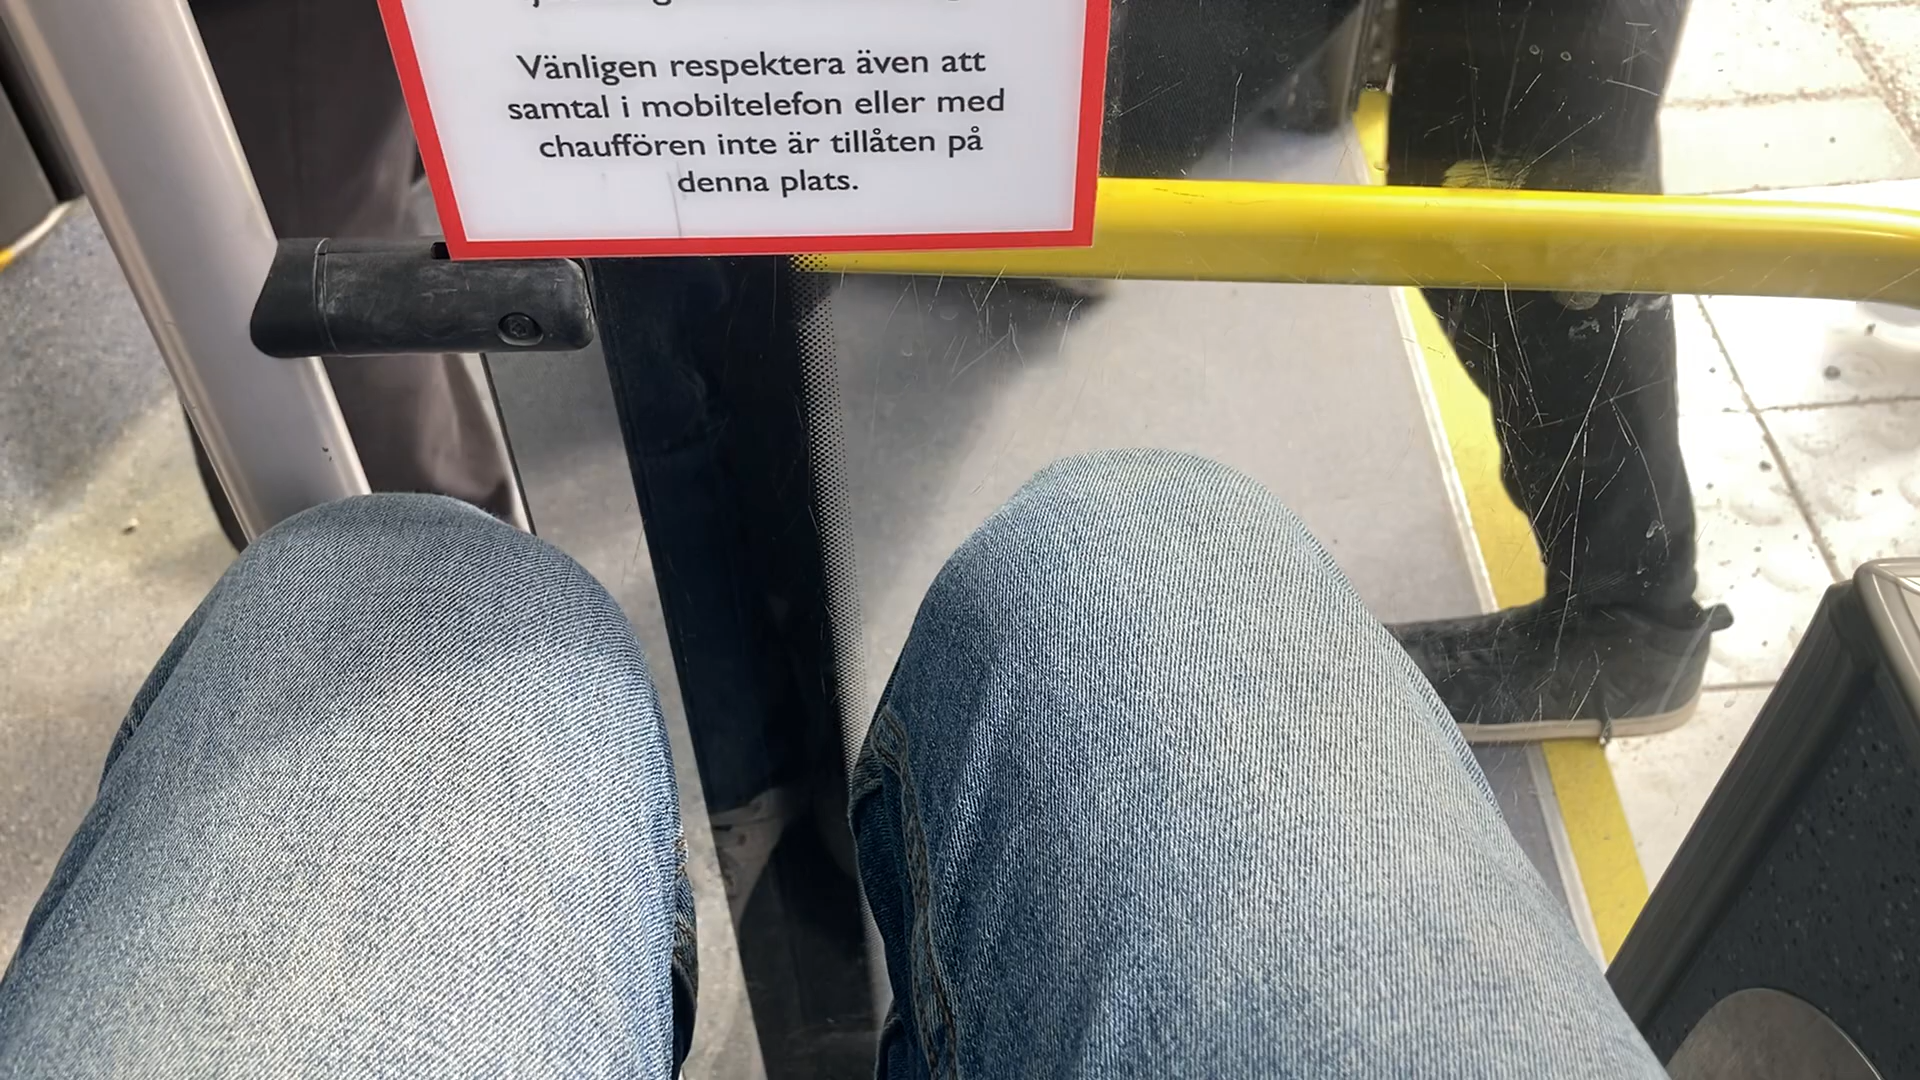 Vänligen respektera även att
samtal i mobiltelefon eller med
chauffören inte är tillåten på
denna plats.